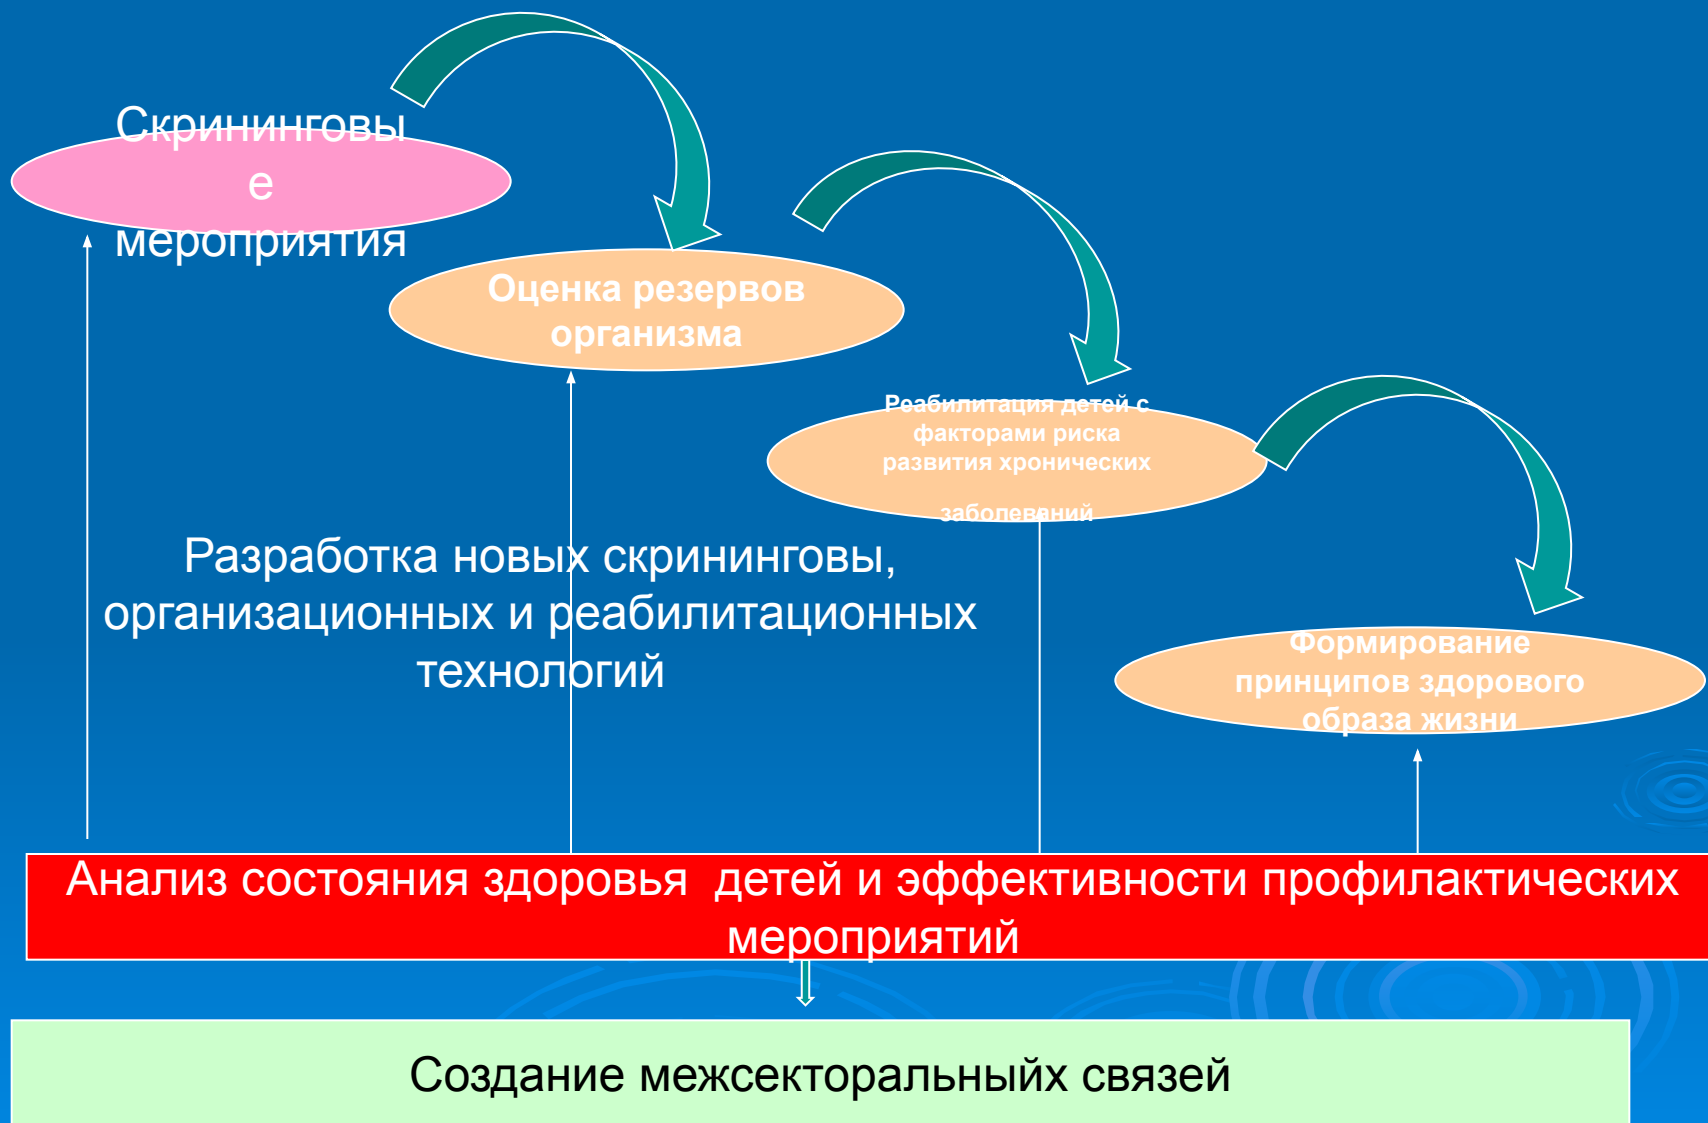 Скрининговы
е
мероприятия
Оценка резервов
организма
Реабилитация детей с
факторами риска
развития хронических
заболеваний
Разработка новых скрининговы,
организационных и реабилитационных
технологий
Формирование
принципов здорового
образа жизни
Анализ состояния здоровья детей и эффективности профилактических
мероприятий
Создание межсекторальныйх связей